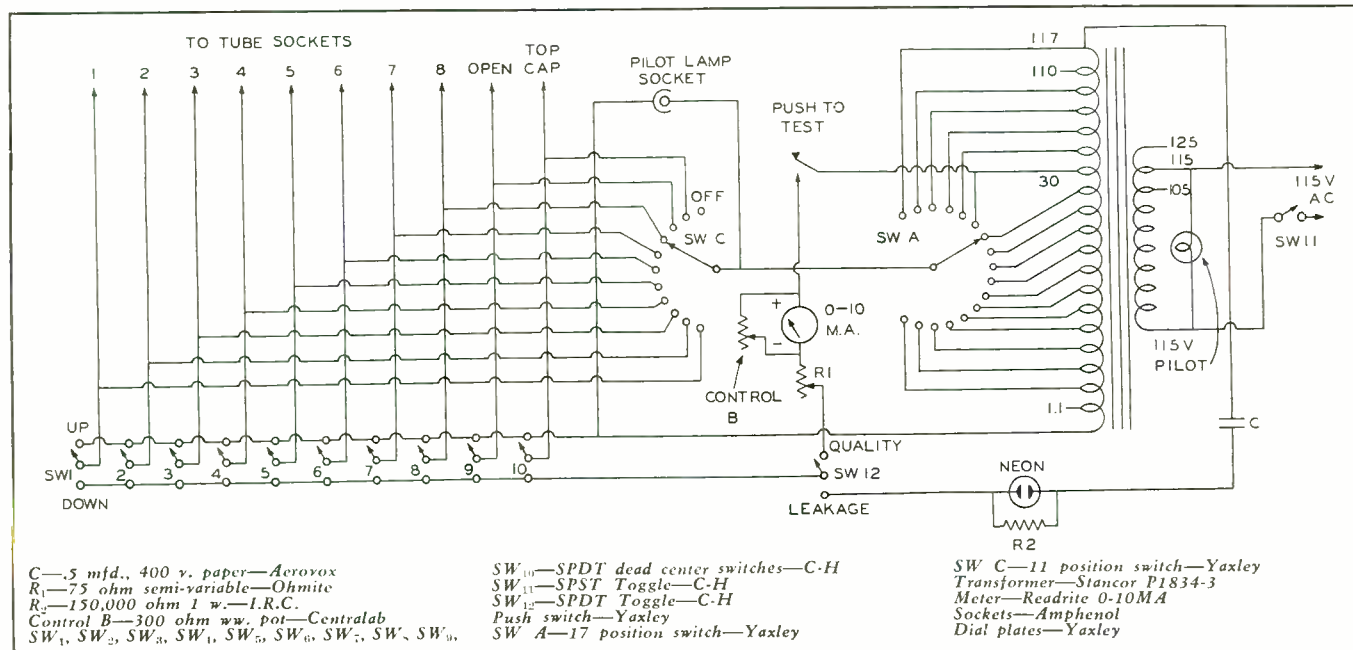 TO TUBE SOCKETS
1 2 3 4 5 6 7 8 OPEN TOP CAP
PILOT LAMP SOCKET
PUSH TO TEST
117
110
30
1.1
125
115
105
115V
PILOT
115 V A C
SW 11
OFF
SW C
SW A
+
0-10 M.A.
–
R1
CONTROL B
C
UP
SW1 2 3 4 5 6 7 8 9 10
DOWN
QUALITY
SW 12
LEAKAGE
NEON
R2
C—.5 mfd., 400 v. paper—Aerovox
R₁—75 ohm semi-variable—Ohmite
R₂—150,000 ohm 1 w.—I.R.C.
Control B—300 ohm ww. pot—Centralab
SW₁, SW₂, SW₃, SW₄, SW₅, SW₆, SW₇, SW, SW₉,
SW₁₀—SPDT dead center switches—C-H
SW₁₁—SPST Toggle—C-H
SW₁₂—SPDT Toggle—C-H
Push switch—Yaxley
SW A—17 position switch—Yaxley
SW C—11 position switch—Yaxley
Transformer—Stancor P1834-3
Meter—Readrite 0-10MA
Sockets—Amphenol
Dial plates—Yaxley